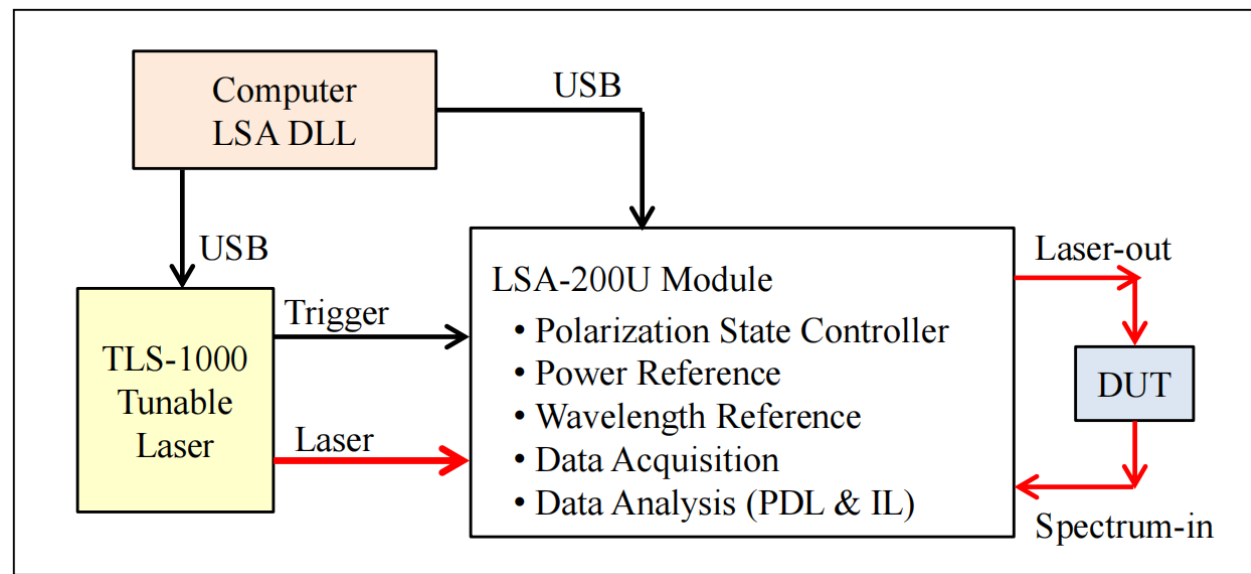 Computer
LSA DLL
USB
USB
TLS-1000
Tunable
Laser
Trigger
Laser
LSA-200U Module
• Polarization State Controller
• Power Reference
• Wavelength Reference
• Data Acquisition
• Data Analysis (PDL & IL)
Laser-out
DUT
Spectrum-in